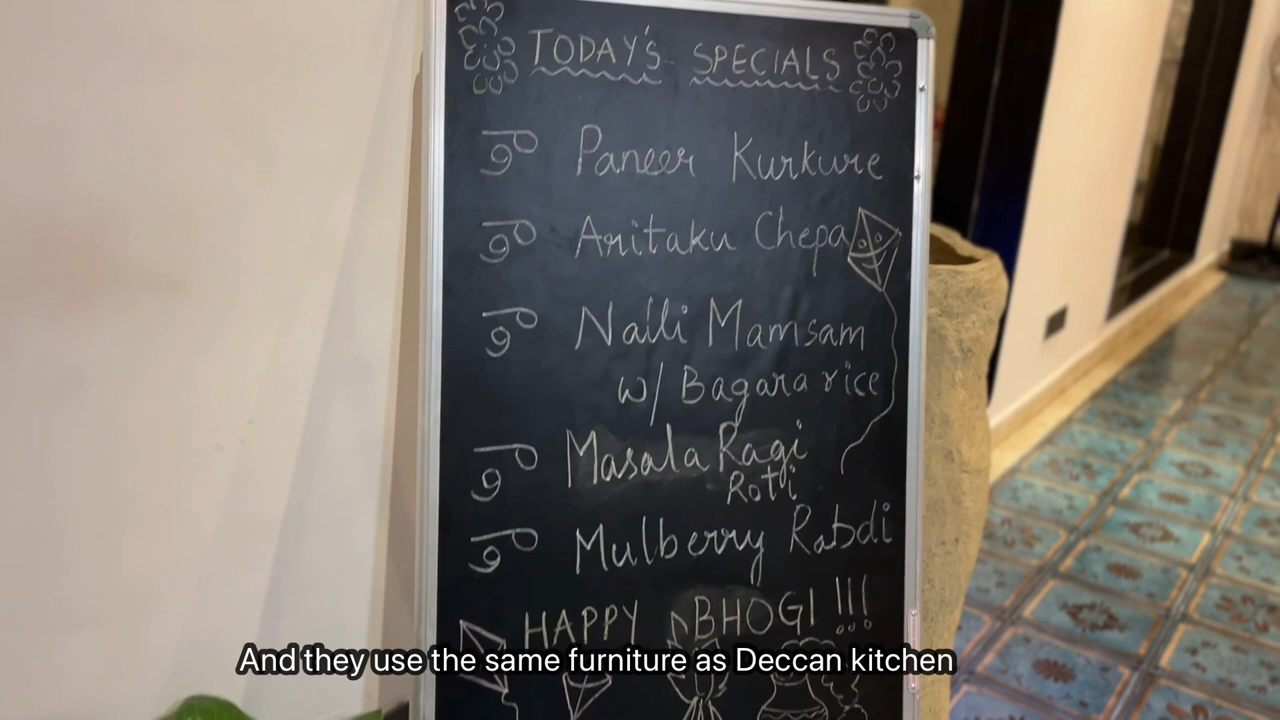 TODAY'S SPECIALS
Paneer Kurkure
Aritaku Chepa
Nalli Mamsam
w/ Bagara rice
Masala Ragi
Roti
Mulberry Rabdi
HAPPY BHOGI !!!
And they use the same furniture as Deccan kitchen